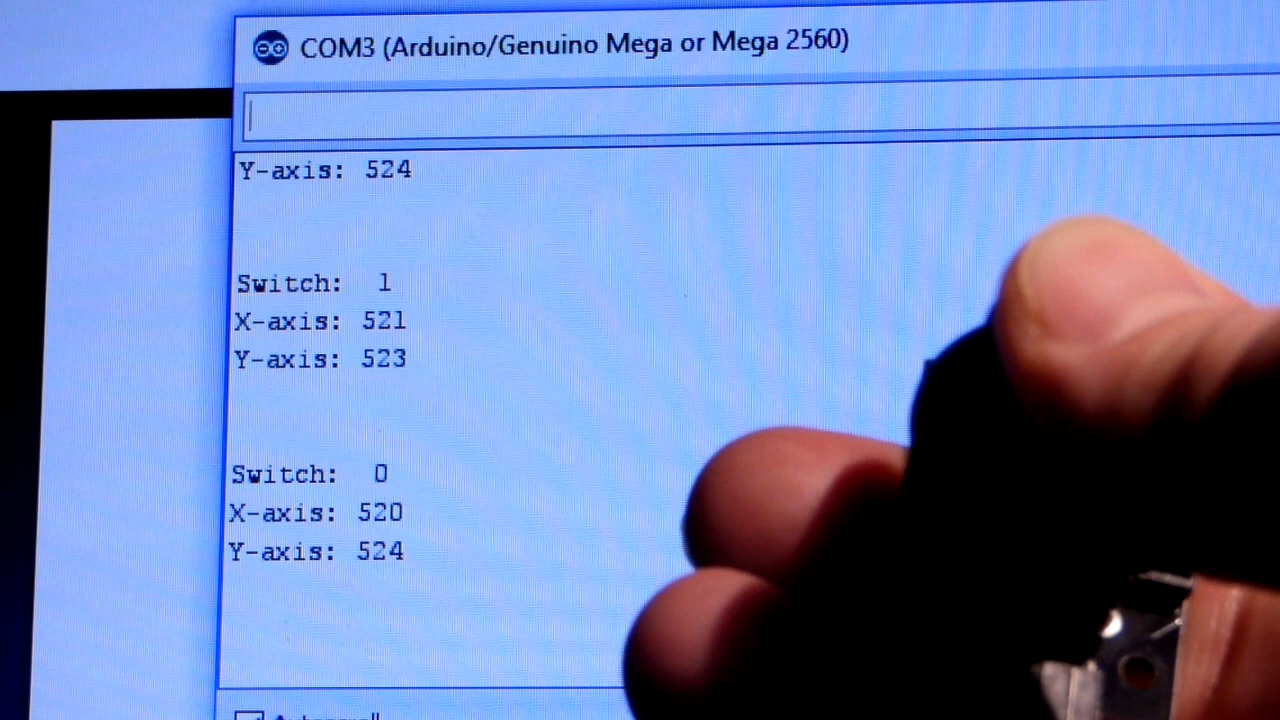 COM3 (Arduino/Genuino Mega or Mega 2560)
Y-axis: 524
Switch: 1
X-axis: 521
Y-axis: 523
Switch: 0
X-axis: 520
Y-axis: 524